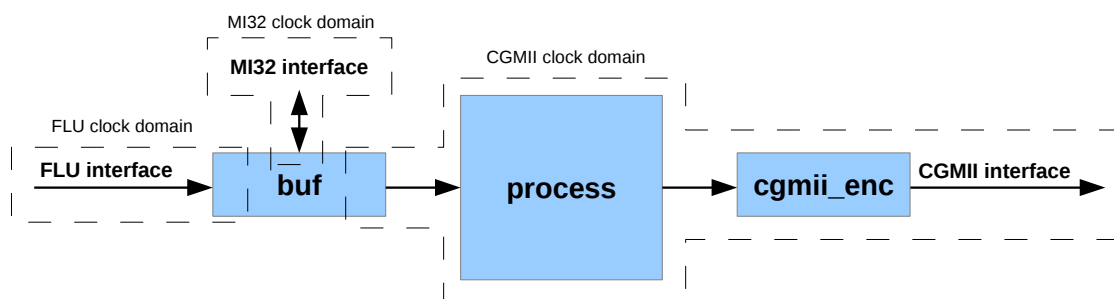 MI32 clock domain
MI32 interface
CGMII clock domain
FLU clock domain
FLU interface
buf
process
cgmii_enc
CGMII interface